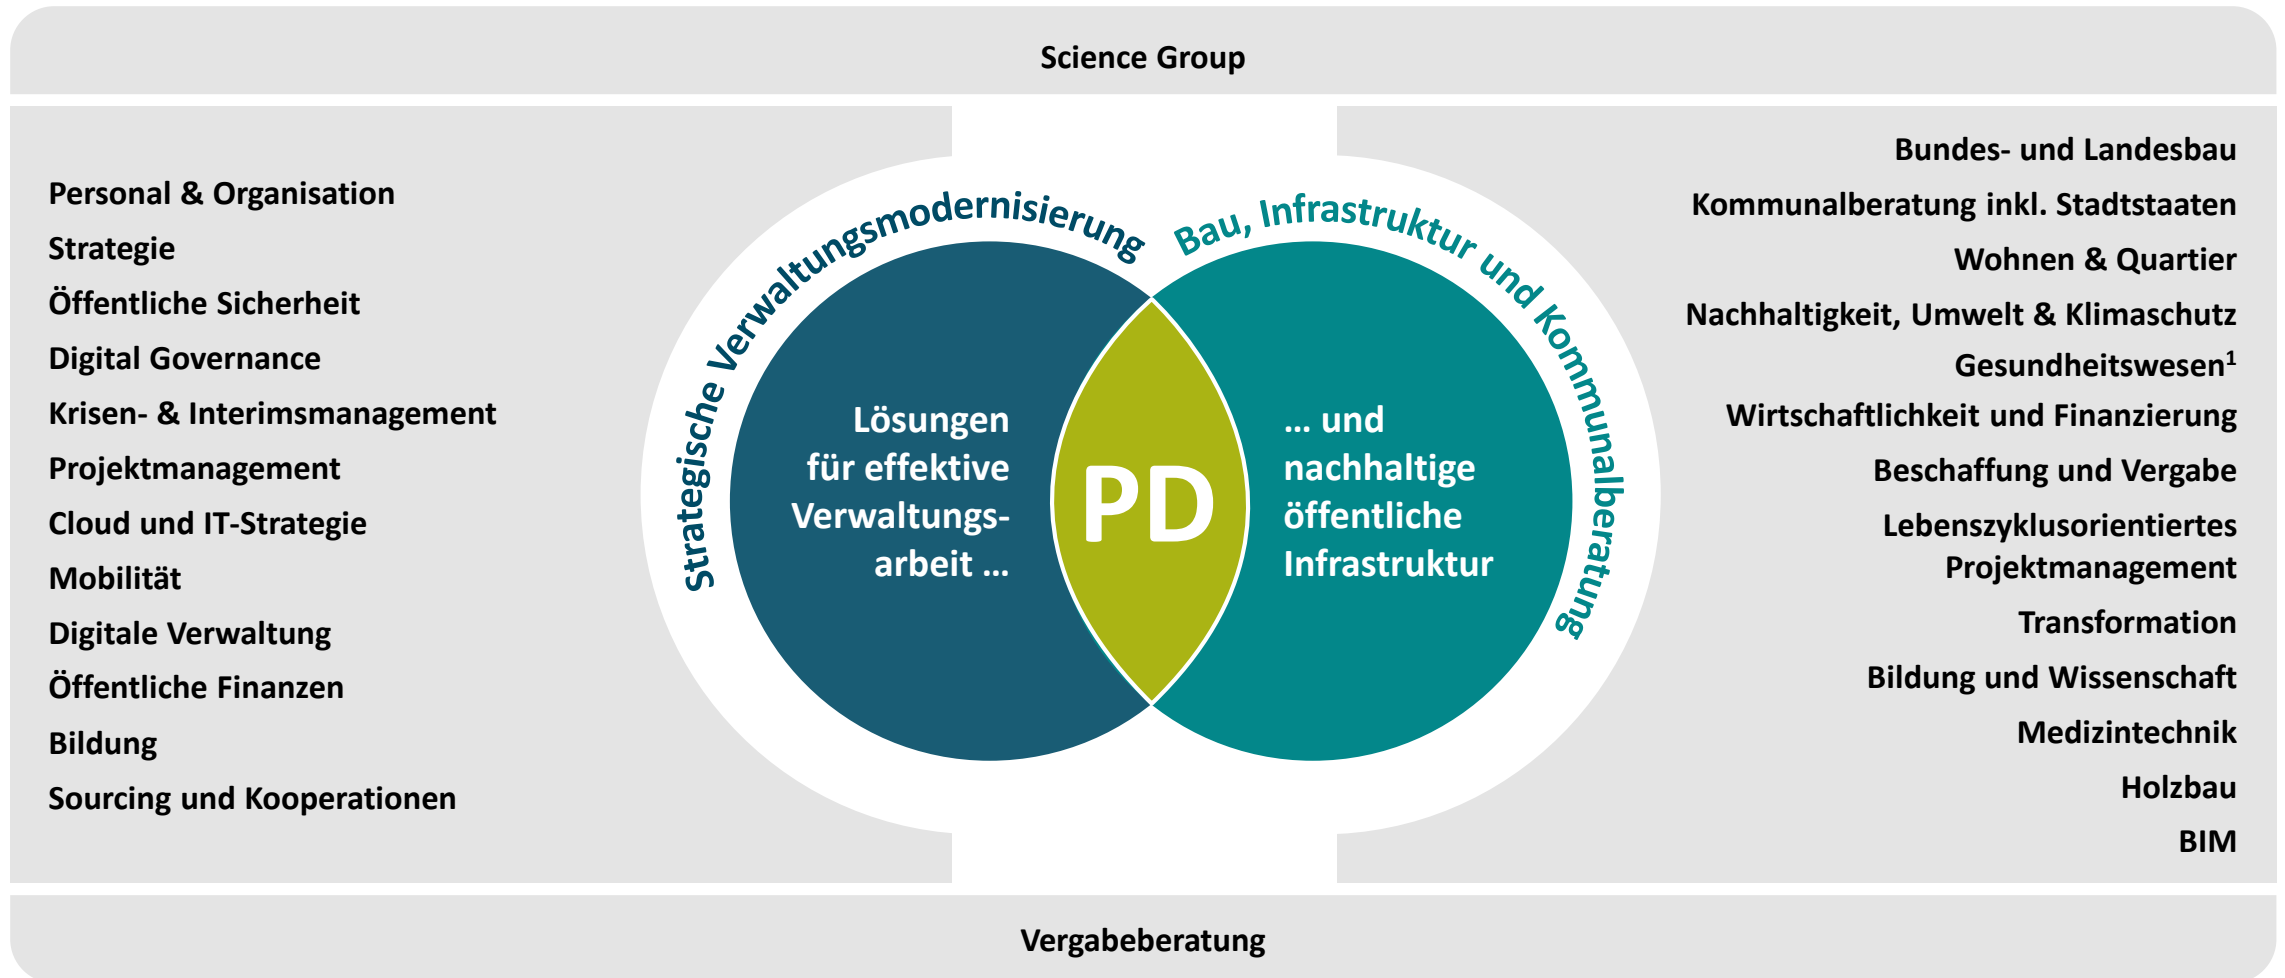 Science Group
Personal & Organisation
Strategie
Öffentliche Sicherheit
Digital Governance
Krisen- & Interimsmanagement
Projektmanagement
Cloud und IT-Strategie
Mobilität
Digitale Verwaltung
Öffentliche Finanzen
Bildung
Sourcing und Kooperationen
Strategische Verwaltungsmodernisierung
Lösungen
für effektive
Verwaltungs-
arbeit ...
PD
Bau, Infrastruktur und Kommunalberatung
... und
nachhaltige
öffentliche
Infrastruktur
Bundes- und Landesbau
Kommunalberatung inkl. Stadtstaaten
Wohnen & Quartier
Nachhaltigkeit, Umwelt & Klimaschutz
Gesundheitswesen¹
Wirtschaftlichkeit und Finanzierung
Beschaffung und Vergabe
Lebenszyklusorientiertes
Projektmanagement
Transformation
Bildung und Wissenschaft
Medizintechnik
Holzbau
BIM
Vergabeberatung